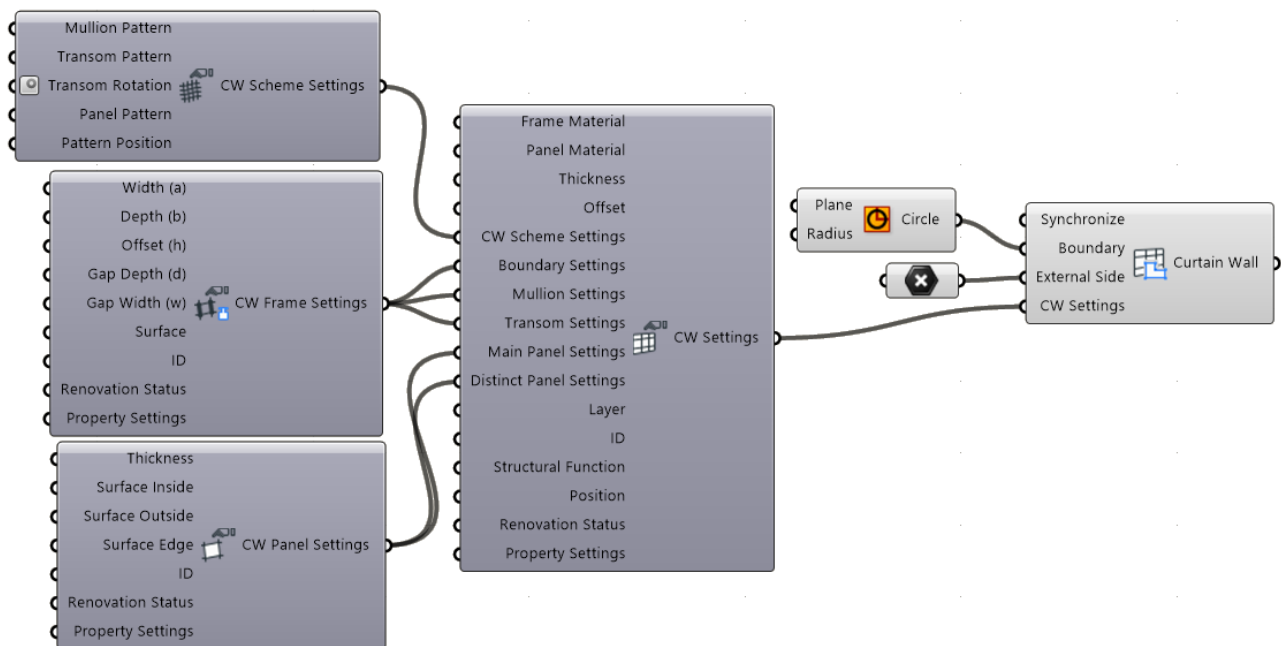 Mullion Pattern
Transom Pattern
Transom Rotation
Panel Pattern
Pattern Position
CW Scheme Settings
Width (a)
Depth (b)
Offset (h)
Gap Depth (d)
Gap Width (w)
Surface
ID
Renovation Status
Property Settings
CW Frame Settings
Thickness
Surface Inside
Surface Outside
Surface Edge
ID
Renovation Status
Property Settings
CW Panel Settings
Frame Material
Panel Material
Thickness
Offset
CW Scheme Settings
Boundary Settings
Mullion Settings
Transom Settings
Main Panel Settings
Distinct Panel Settings
Layer
ID
Structural Function
Position
Renovation Status
Property Settings
CW Settings
Plane
Radius
Circle
Synchronize
Boundary
External Side
CW Settings
Curtain Wall